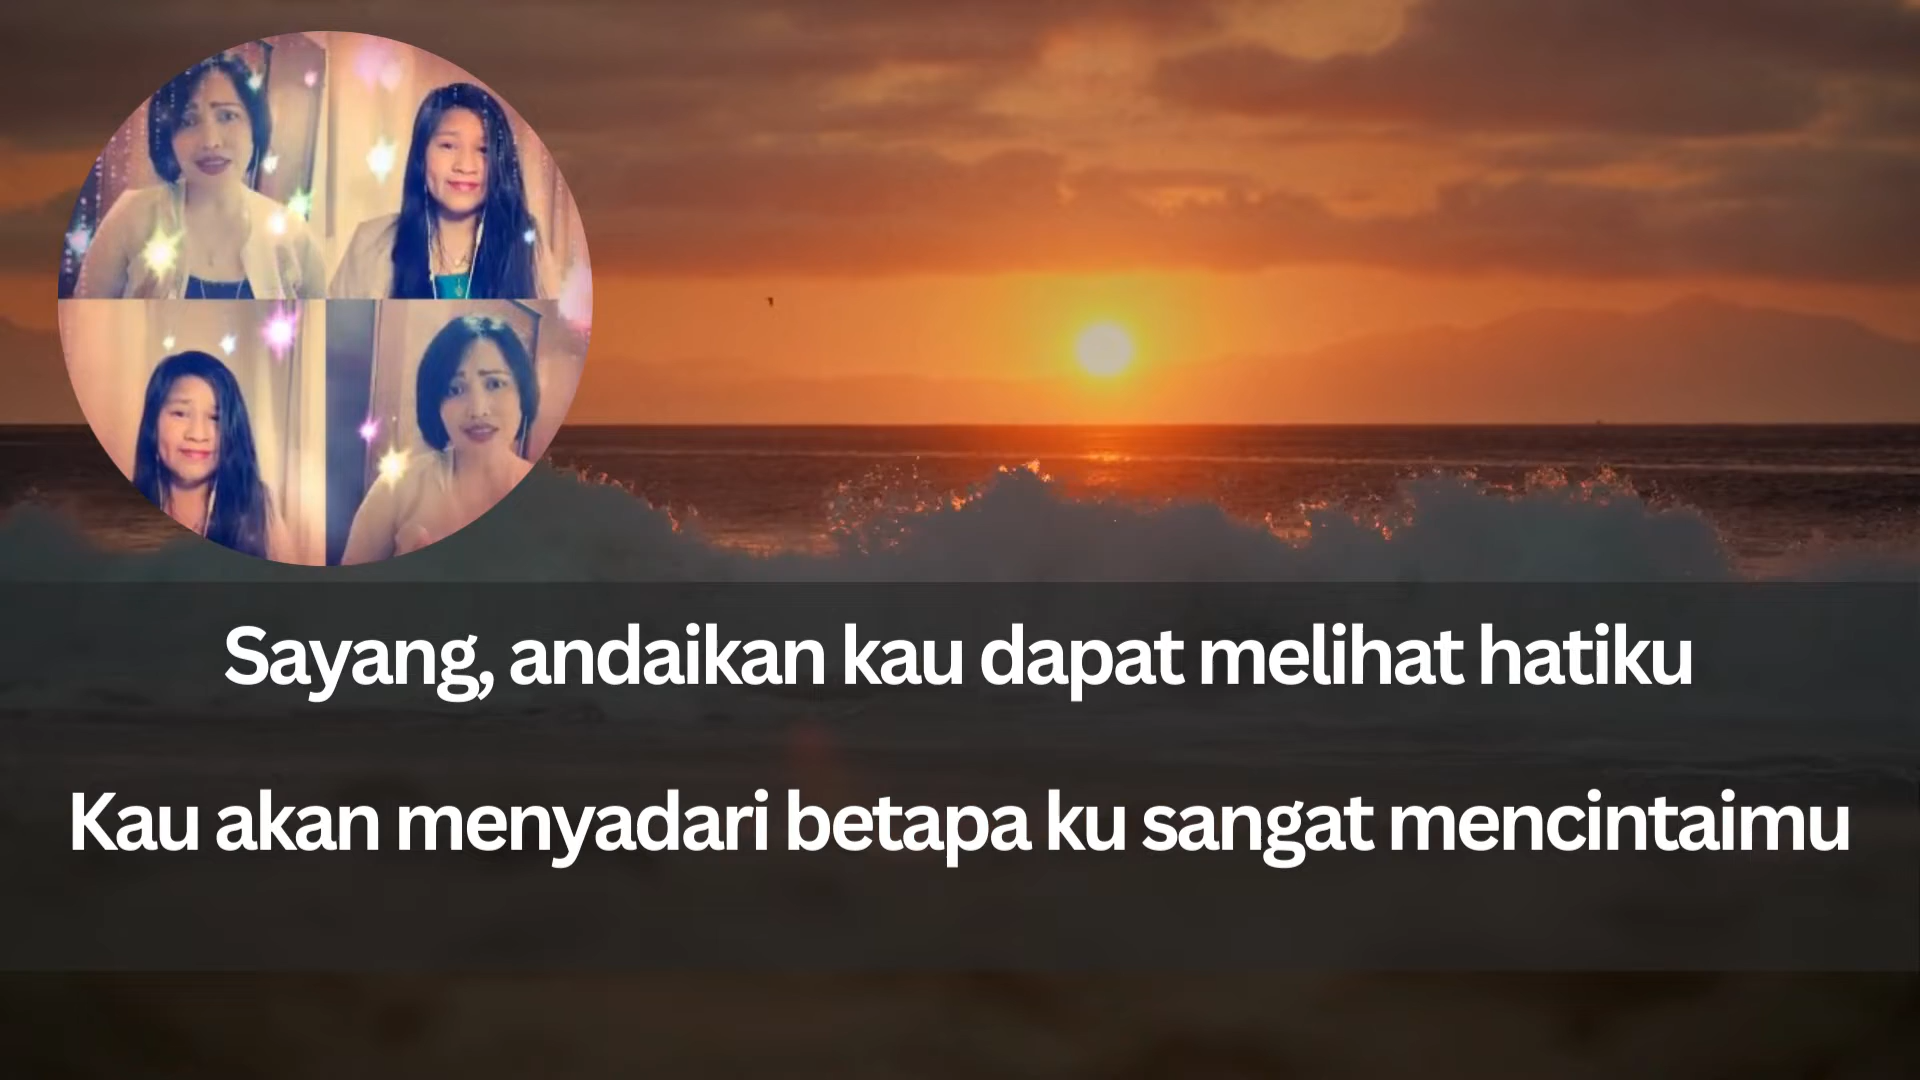 Sayang, andaikan kau dapat melihat hatiku
Kau akan menyadari betapa ku sangat mencintaimu